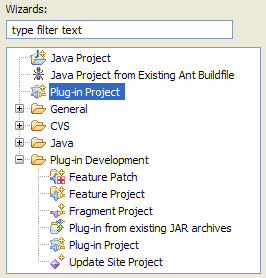 Wizards:
type filter text
Java Project
Java Project from Existing Ant Buildfile
Plug-in Project
General
CVS
Java
Plug-in Development
Feature Patch
Feature Project
Fragment Project
Plug-in from existing JAR archives
Plug-in Project
Update Site Project